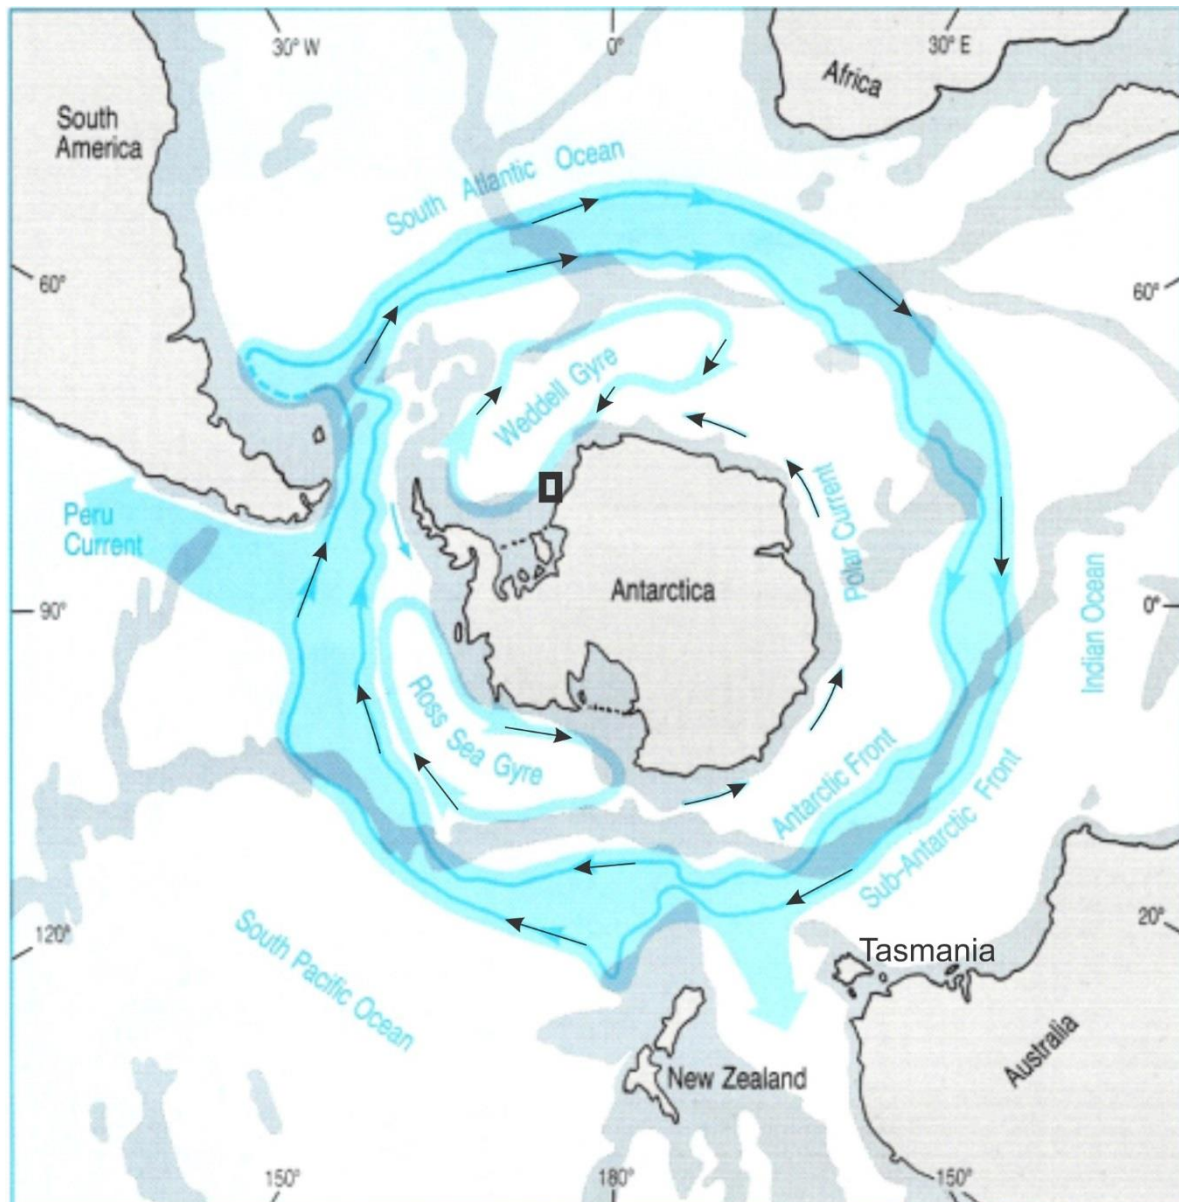 30° W
0°
30° E
Africa
South
America
South Atlantic Ocean
60°
60°
Weddell Gyre
Peru
Current
Polar Current
Antarctica
90°
0°
Indian Ocean
Ross Sea
Gyre
Antarctic Front
Sub-Antarctic Front
120°
20°
South Pacific Ocean
Tasmania
Australia
New Zealand
150°
180°
150°